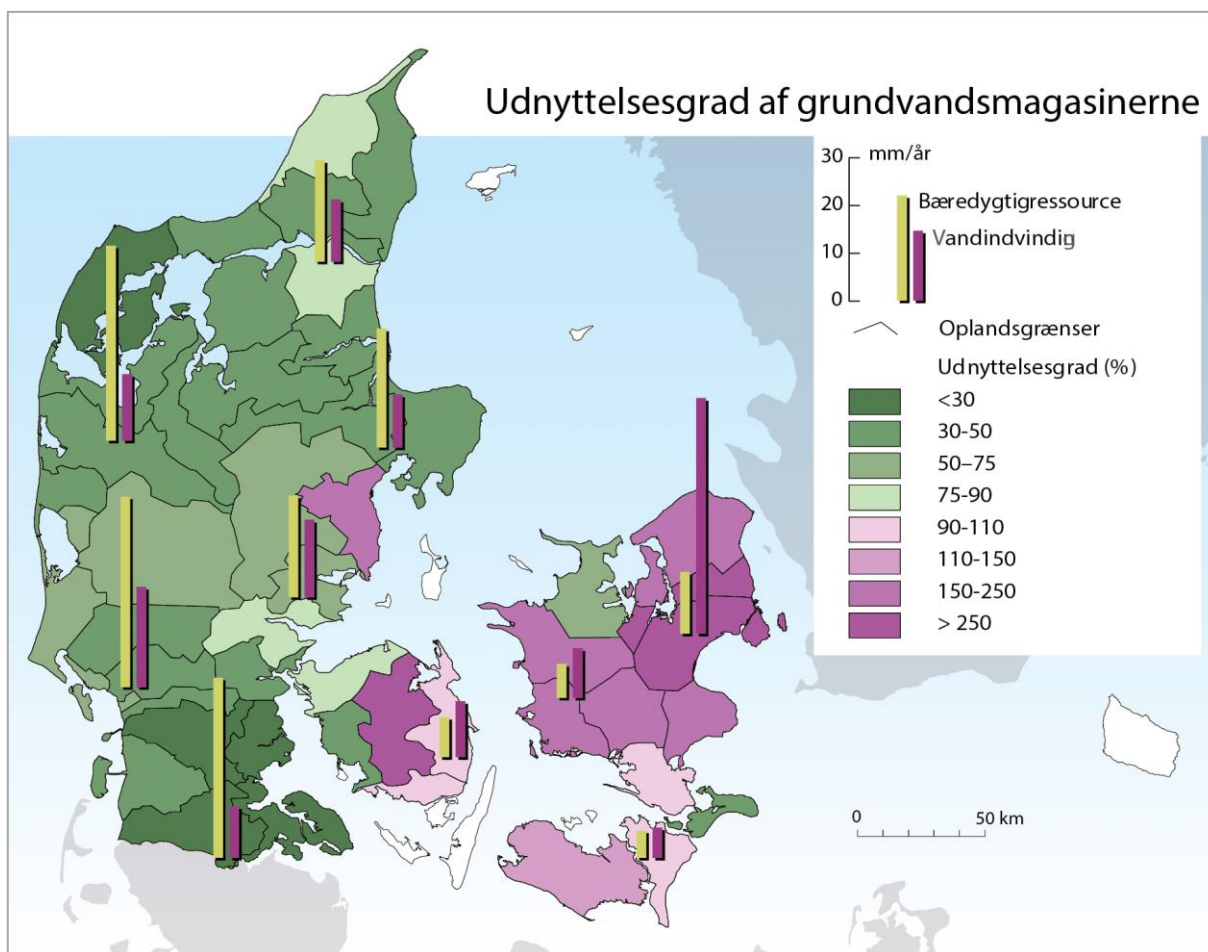 Udnyttelsesgrad af grundvandsmagasinerne
30 mm/år
20 Bæredygtigressource
Vandindvindig
10
0
Oplandsgrænser
Udnyttelsesgrad (%)
<30
30-50
50–75
75-90
90-110
110-150
150-250
> 250
0 50 km